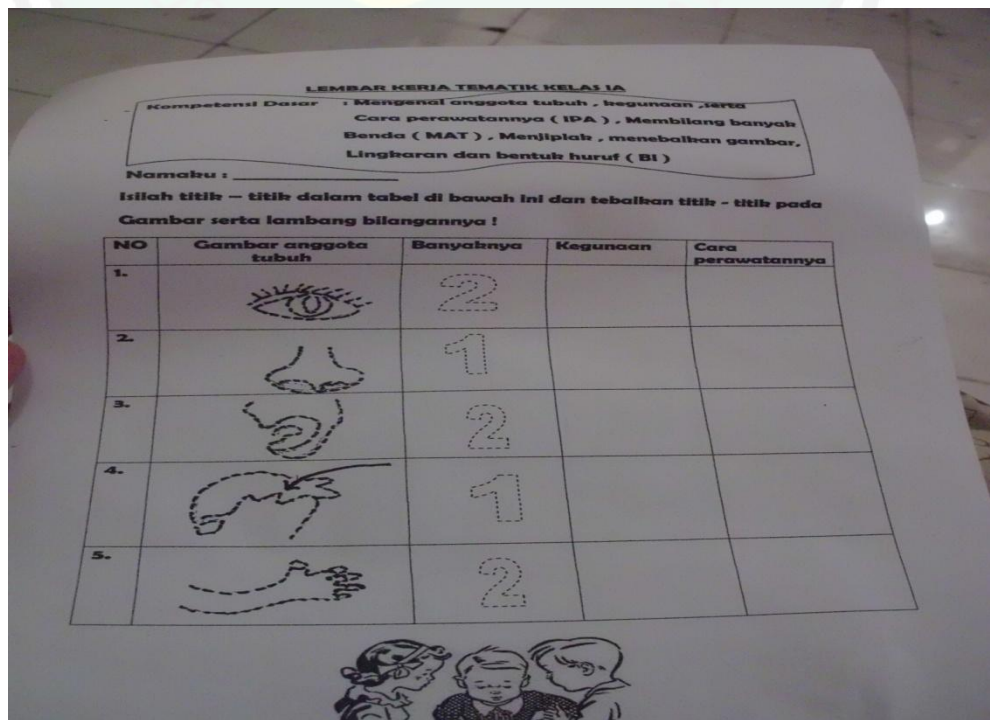 LEMBAR KERJA TEMATIK KELAS IA
Kompetensi Dasar : Mengenal anggota tubuh , kegunaan ,serta
Cara perawatannya ( IPA ) , Membilang banyak
Benda ( MAT ) , Menjiplak , menebalkan gambar,
Lingkaran dan bentuk huruf ( BI )
Namaku : ____________________
Isilah titik – titik dalam tabel di bawah ini dan tebalkan titik - titik pada
Gambar serta lambang bilangannya !
NO Gambar anggota tubuh Banyaknya Kegunaan Cara perawatannya
1. 2
2. 1
3. 2
4. 1
5. 2